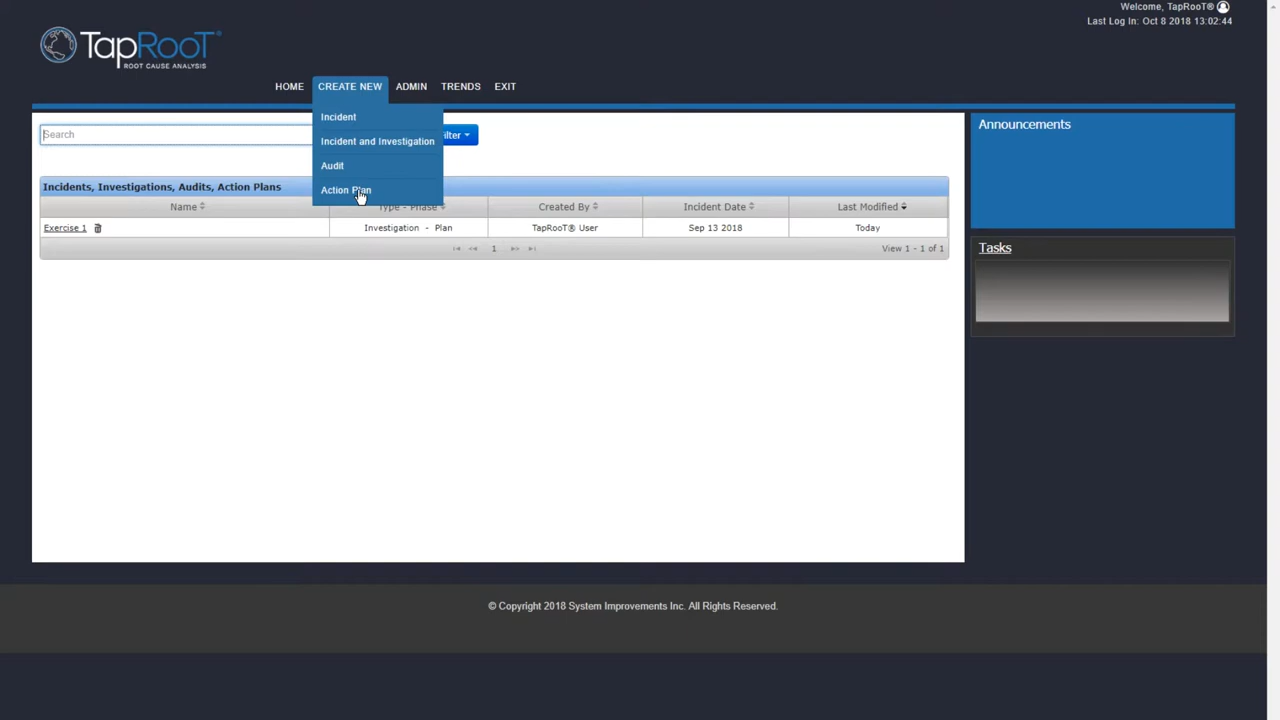 Welcome, TapRooT®
Last Log In: Oct 8 2018 13:02:44
TapRooT®
ROOT CAUSE ANALYSIS
HOME CREATE NEW ADMIN TRENDS EXIT
Incident
Incident and Investigation
Audit
Action Plan
Search
Announcements
Incidents, Investigations, Audits, Action Plans
Name Type - Phase Created By Incident Date Last Modified
Exercise 1 Investigation - Plan TapRooT® User Sep 13 2018 Today
1 View 1 - 1 of 1
Tasks
© Copyright 2018 System Improvements Inc. All Rights Reserved.